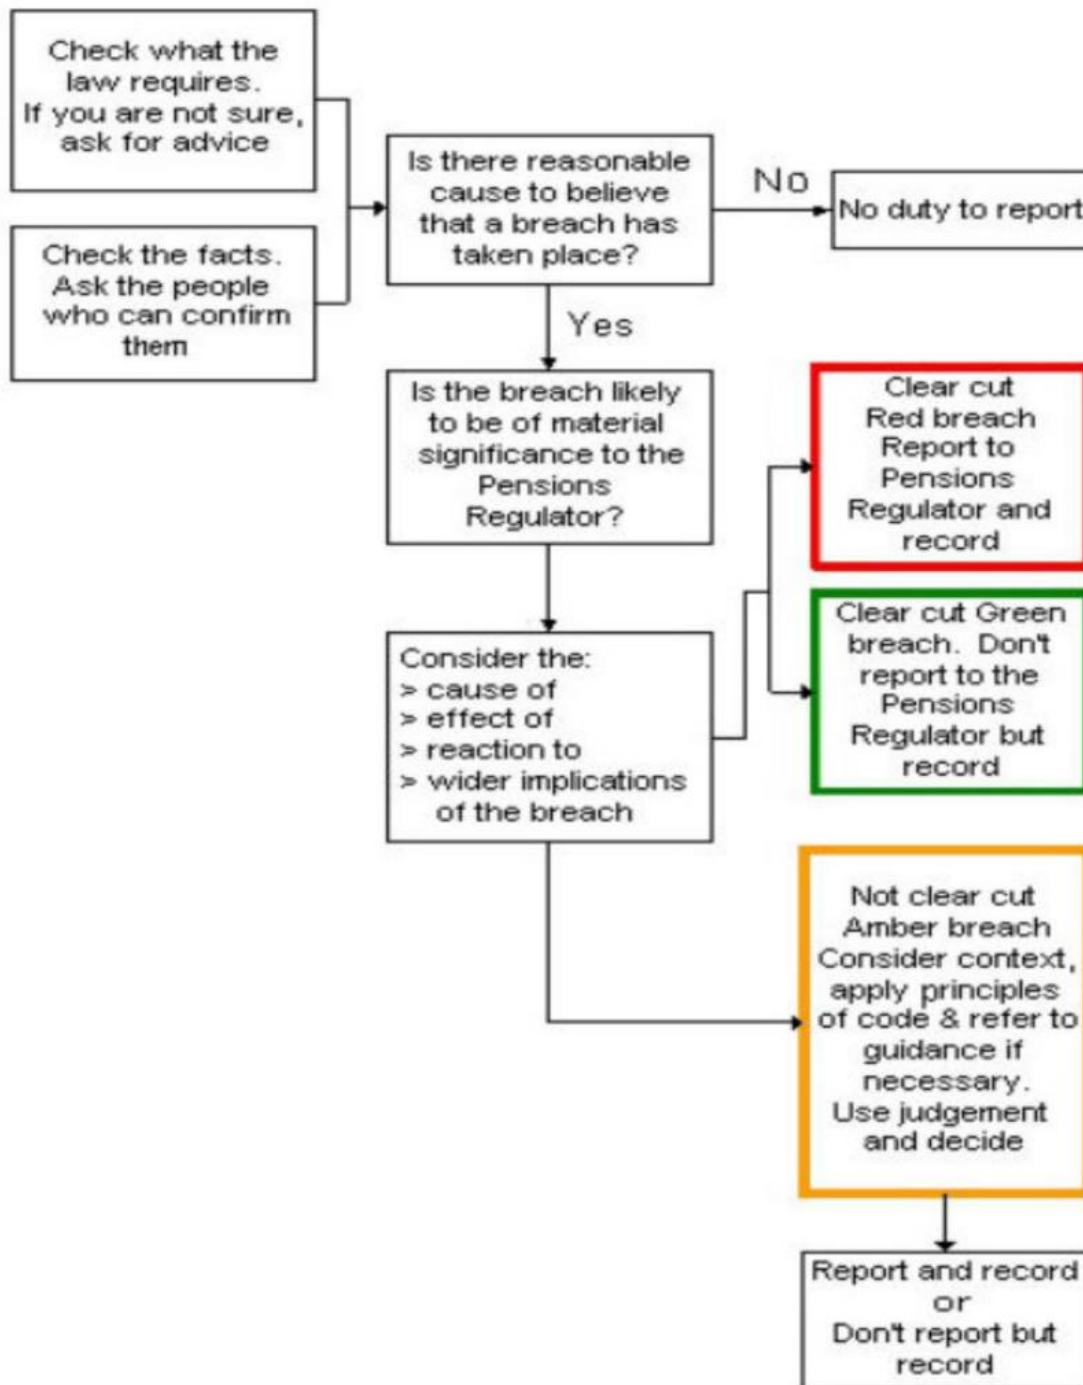 Check what the
law requires.
If you are not sure,
ask for advice
Check the facts.
Ask the people
who can confirm
them
Is there reasonable
cause to believe
that a breach has
taken place?
No
No duty to report
Yes
Is the breach likely
to be of material
significance to the
Pensions
Regulator?
Consider the:
> cause of
> effect of
> reaction to
> wider implications
of the breach
Clear cut
Red breach
Report to
Pensions
Regulator and
record
Clear cut Green
breach. Don't
report to the
Pensions
Regulator but
record
Not clear cut
Amber breach
Consider context,
apply principles
of code & refer to
guidance if
necessary.
Use judgement
and decide
Report and record
or
Don't report but
record